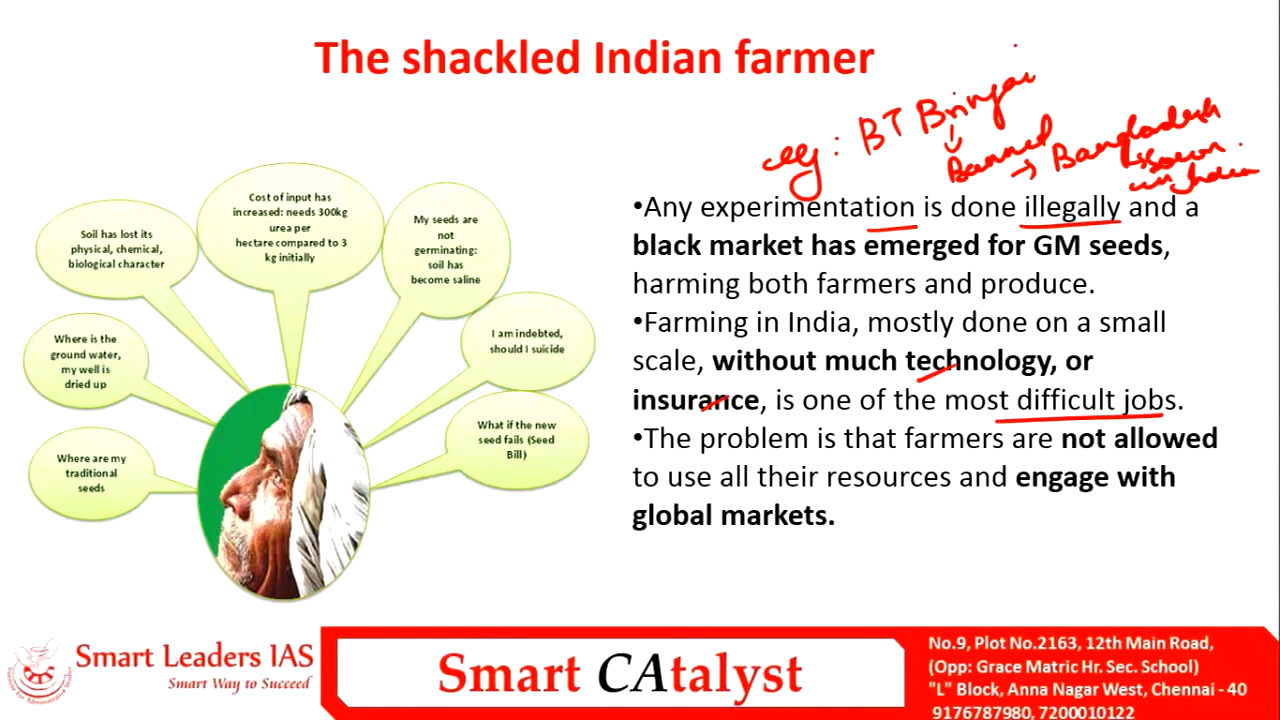 The shackled Indian farmer
eg: BT Brinjal
↓
Banned
→ Bangladesh
↳ sown
in India
Cost of input has
increased: needs 300kg
urea per
hectare compared to 3
kg initially
Soil has lost its
physical, chemical,
biological character
My seeds are
not
germinating:
soil has
become saline
Where is the
ground water,
my well is
dried up
I am indebted,
should I suicide
Where are my
traditional
seeds
What if the new
seed fails (Seed
Bill)
•Any experimentation is done illegally and a
black market has emerged for GM seeds,
harming both farmers and produce.
•Farming in India, mostly done on a small
scale, without much technology, or
insurance, is one of the most difficult jobs.
•The problem is that farmers are not allowed
to use all their resources and engage with
global markets.
Smart Leaders IAS
Smart Way to Succeed
Smart CAtalyst
No.9, Plot No.2163, 12th Main Road,
(Opp: Grace Matric Hr. Sec. School)
"L" Block, Anna Nagar West, Chennai - 40
9176787980, 7200010122